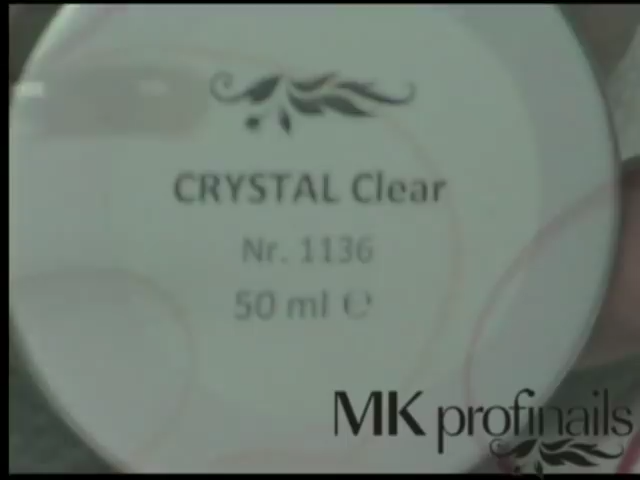 CRYSTAL Clear
Nr. 1136
50 ml ℮
MK profinails